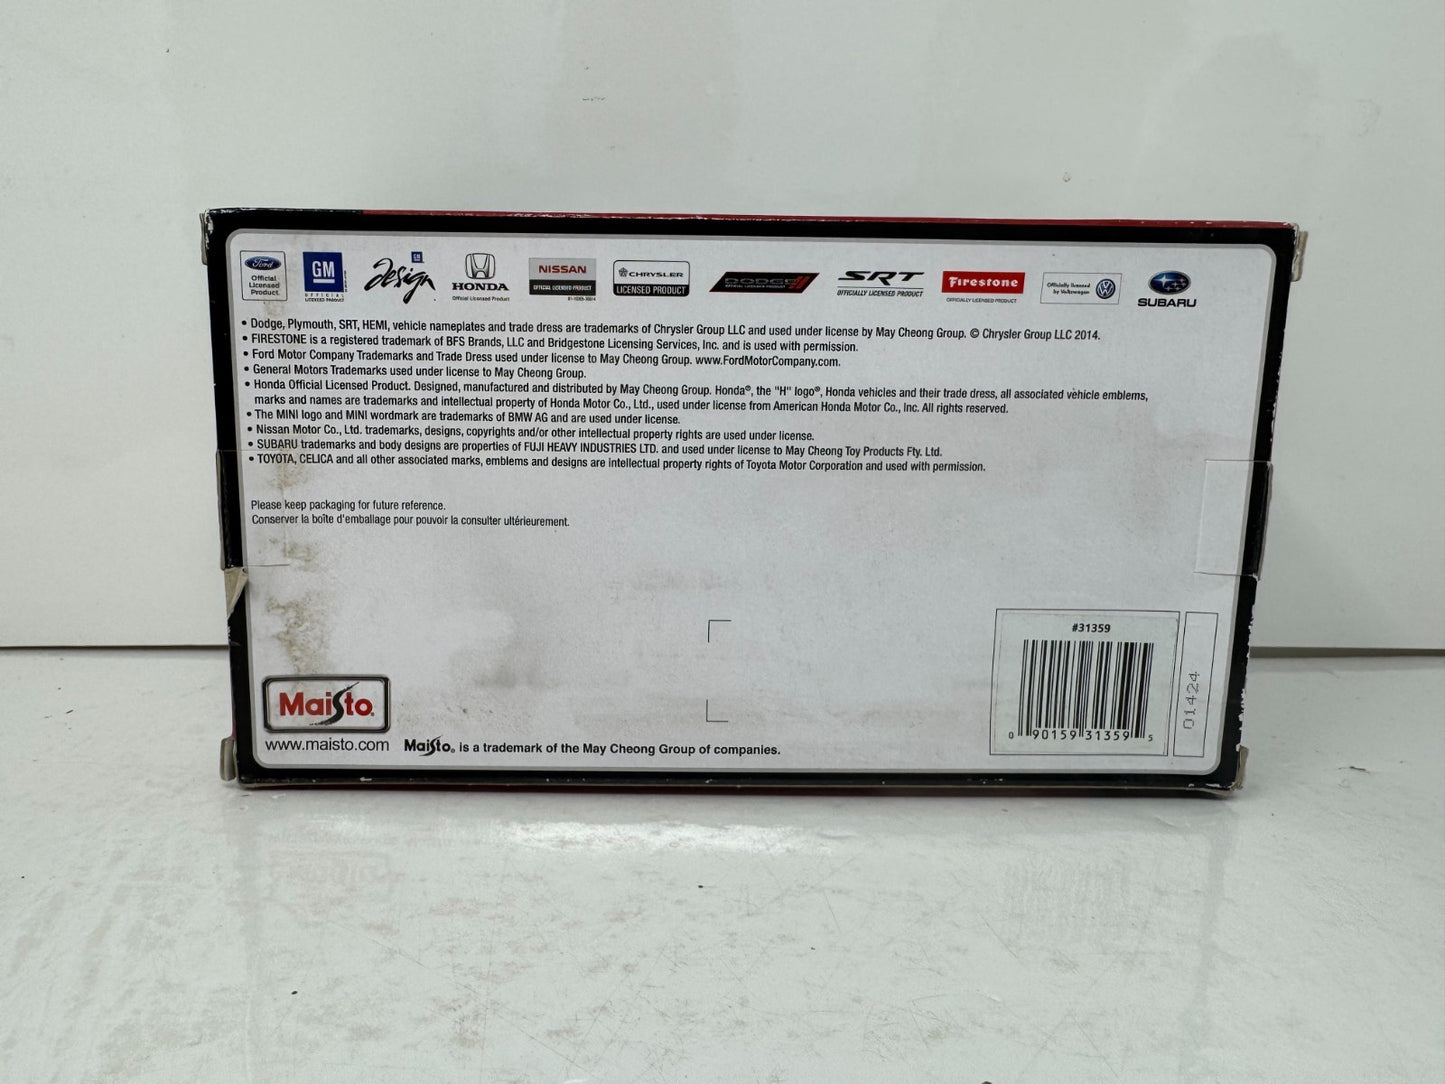 Ford
Official
Licensed
Product
GM
OFFICIAL
LICENSED PRODUCT
GM
Design
HONDA
Official Licensed Product
NISSAN
OFFICIAL LICENSED PRODUCT
CHRYSLER
LICENSED PRODUCT
DODGE
OFFICIAL LICENSED PRODUCT
SRT
OFFICIALLY LICENSED PRODUCT
Firestone
OFFICIALLY LICENSED PRODUCT
Officially licensed
by Volkswagen
SUBARU
• Dodge, Plymouth, SRT, HEMI, vehicle nameplates and trade dress are trademarks of Chrysler Group LLC and used under license by May Cheong Group. © Chrysler Group LLC 2014.
• FIRESTONE is a registered trademark of BFS Brands, LLC and Bridgestone Licensing Services, Inc. and is used with permission.
• Ford Motor Company Trademarks and Trade Dress used under license to May Cheong Group. www.FordMotorCompany.com.
• General Motors Trademarks used under license to May Cheong Group.
• Honda Official Licensed Product. Designed, manufactured and distributed by May Cheong Group. Honda®, the "H" logo®, Honda vehicles and their trade dress, all associated vehicle emblems,
marks and names are trademarks and intellectual property of Honda Motor Co., Ltd., used under license from American Honda Motor Co., Inc. All rights reserved.
• The MINI logo and MINI wordmark are trademarks of BMW AG and are used under license.
• Nissan Motor Co., Ltd. trademarks, designs, copyrights and/or other intellectual property rights are used under license.
• SUBARU trademarks and body designs are properties of FUJI HEAVY INDUSTRIES LTD. and used under license to May Cheong Toy Products Fty. Ltd.
• TOYOTA, CELICA and all other associated marks, emblems and designs are intellectual property rights of Toyota Motor Corporation and used with permission.
Please keep packaging for future reference.
Conserver la boîte d'emballage pour pouvoir la consulter ultérieurement.
#31359
0 90159 31359 5
01424
Maisto®
www.maisto.com
Maisto® is a trademark of the May Cheong Group of companies.